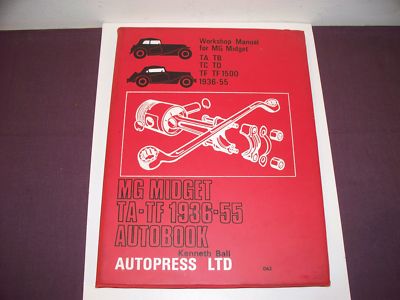 Workshop Manual
for MG Midget
TA TB
TC TD
TF TF1500
1936-55
MG MIDGET
TA-TF 1936-55
AUTOBOOK
Kenneth Ball
AUTOPRESS LTD